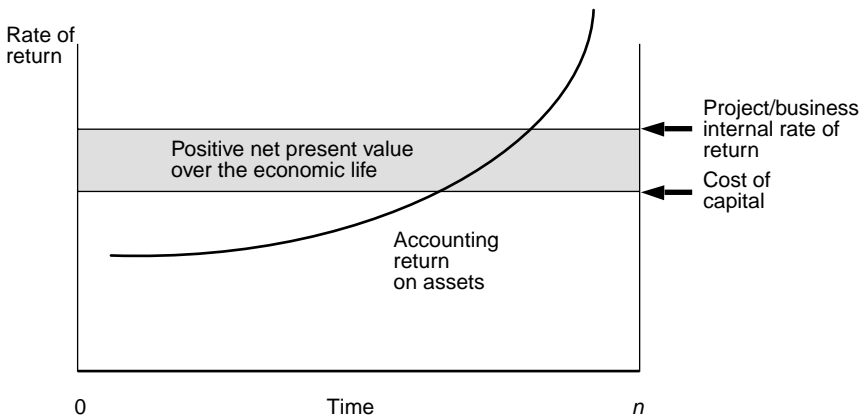 Rate of
return
Project/business
internal rate of
return
Positive net present value
over the economic life
Cost of
capital
Accounting
return
on assets
0
Time
n